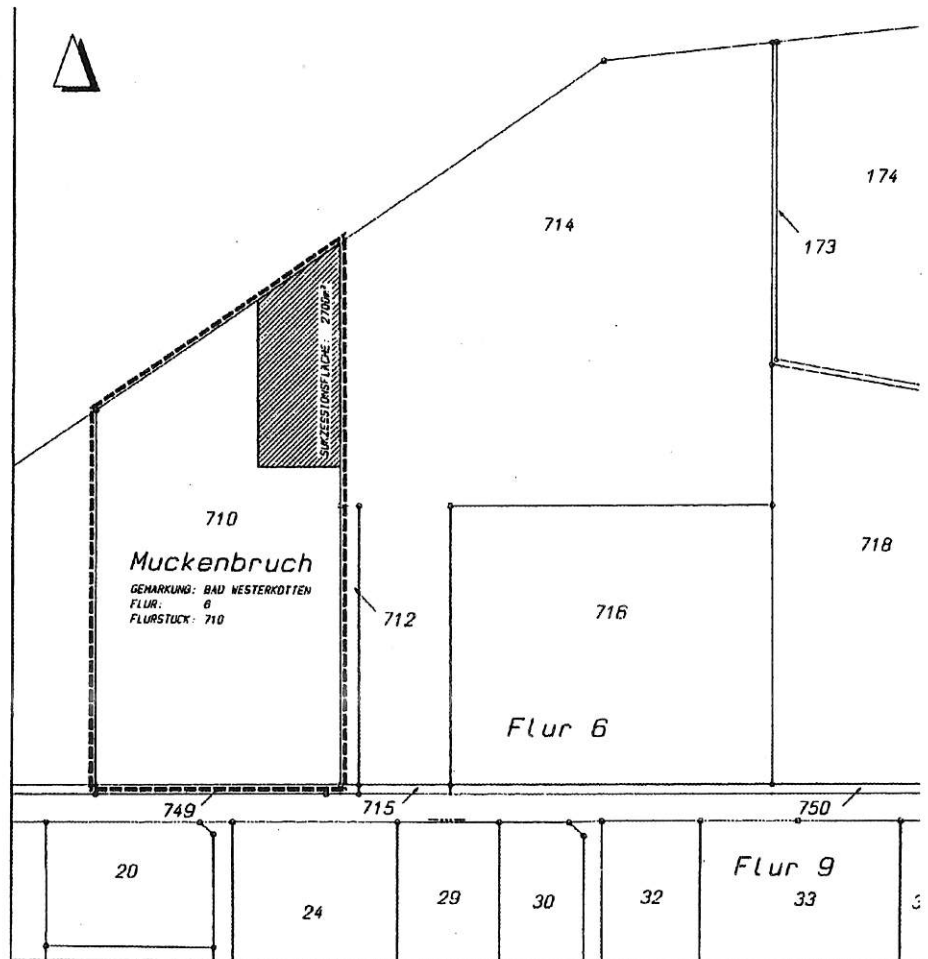 174
714
173
SUKZESSIONSFLÄCHE: 2700m²
710
Muckenbruch
GEMARKUNG: BAD WESTERKOTTEN
FLUR: 6
FLURSTÜCK: 710
718
712
716
Flur 6
749
715
750
20
24
29
30
32
Flur 9
33